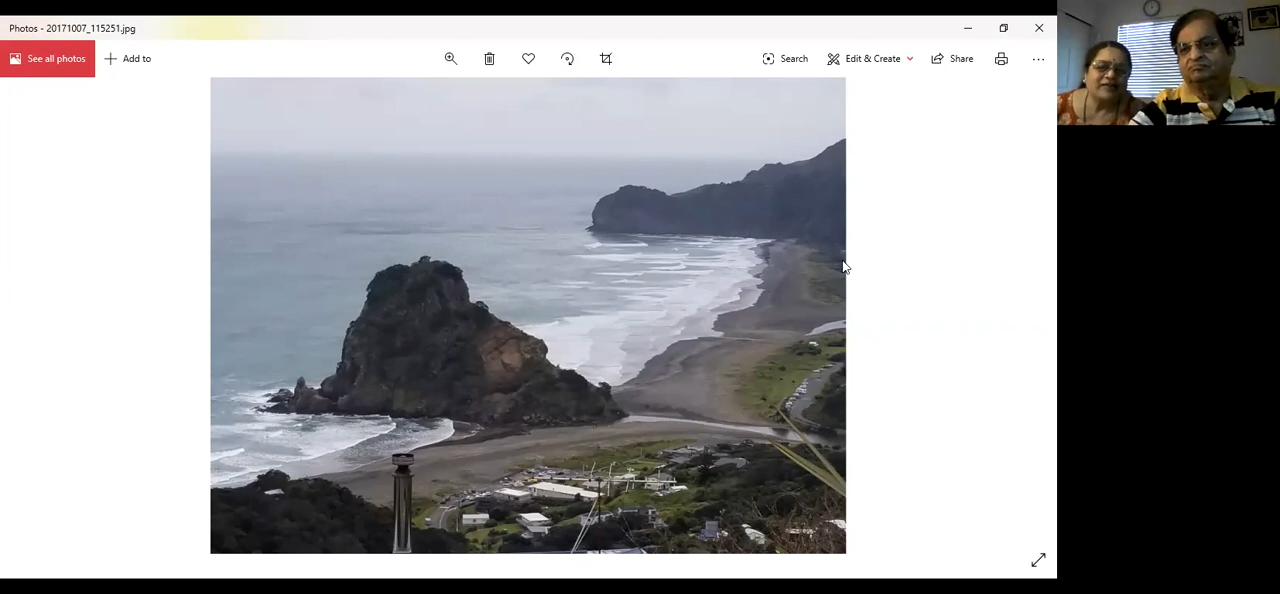 Photos - 20171007_115251.jpg
See all photos
Add to
Search
Edit & Create
Share